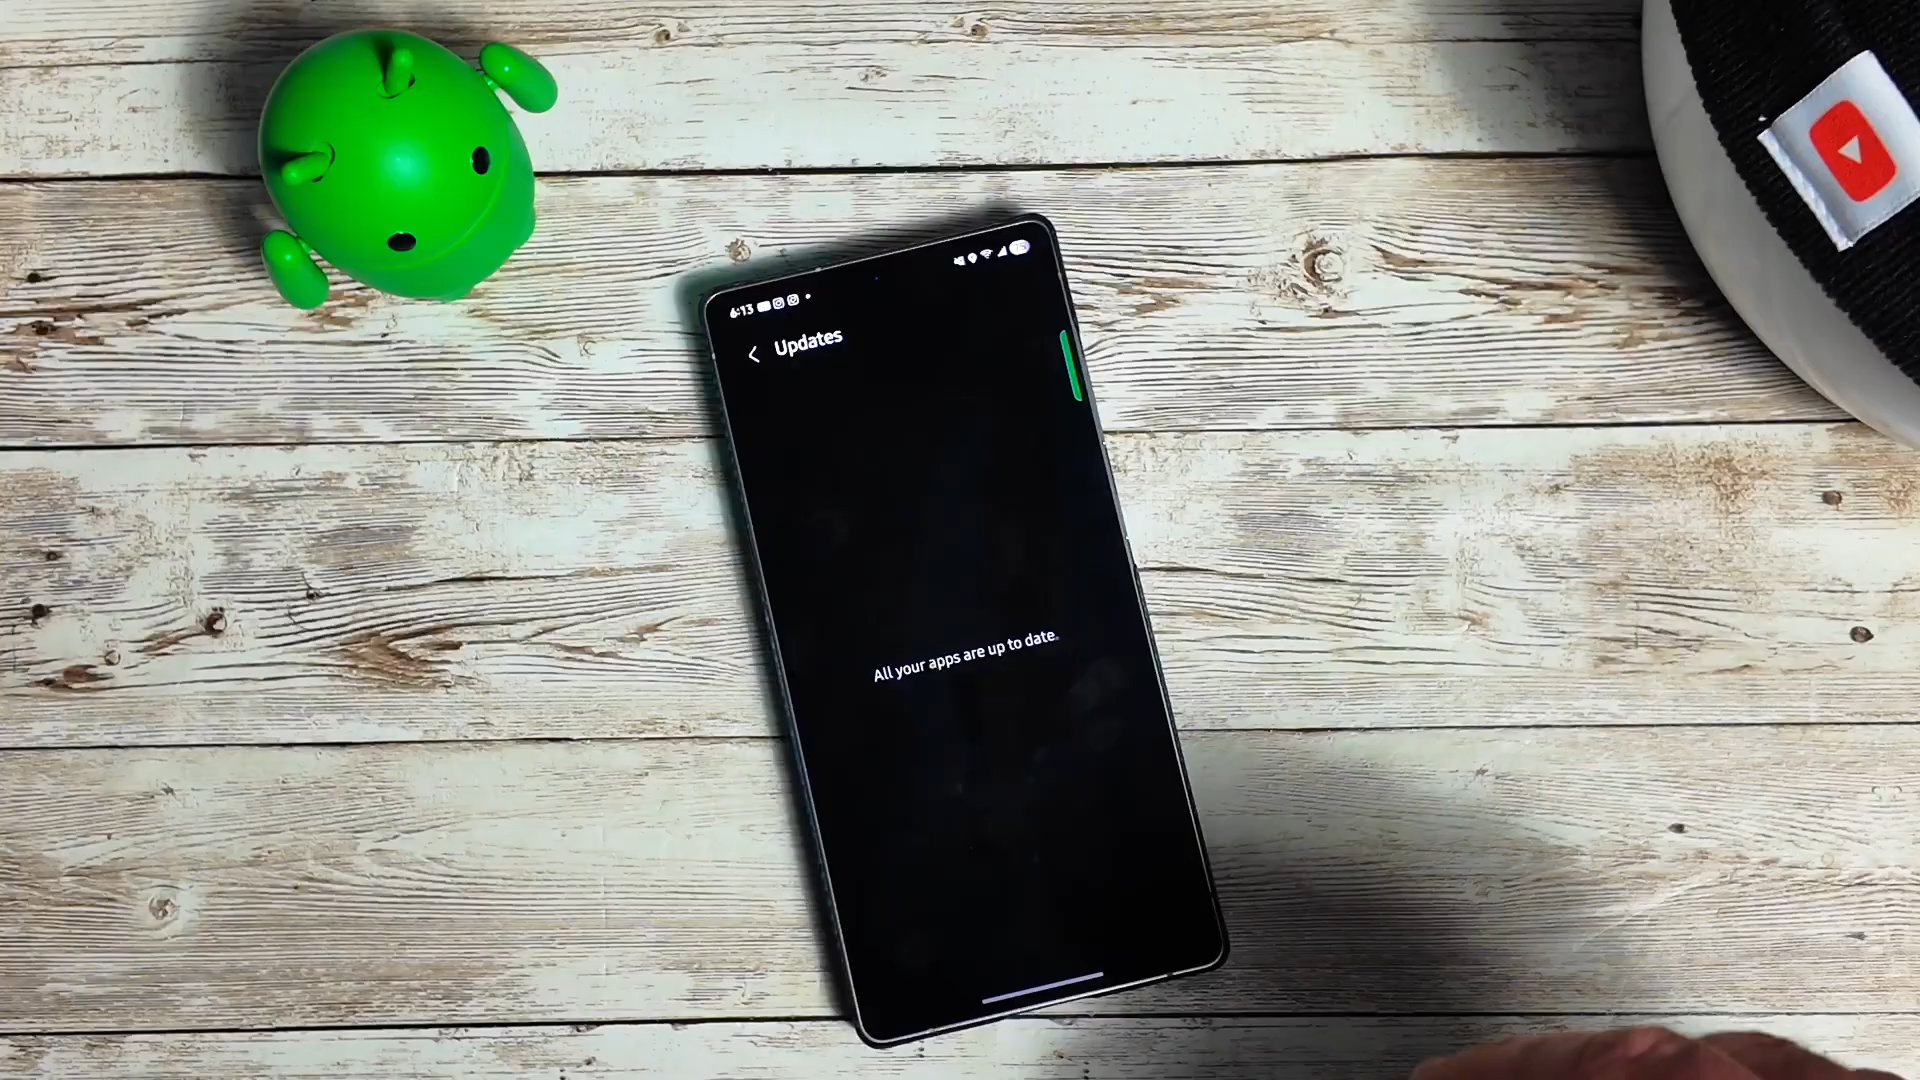 6:13
Updates
All your apps are up to date.